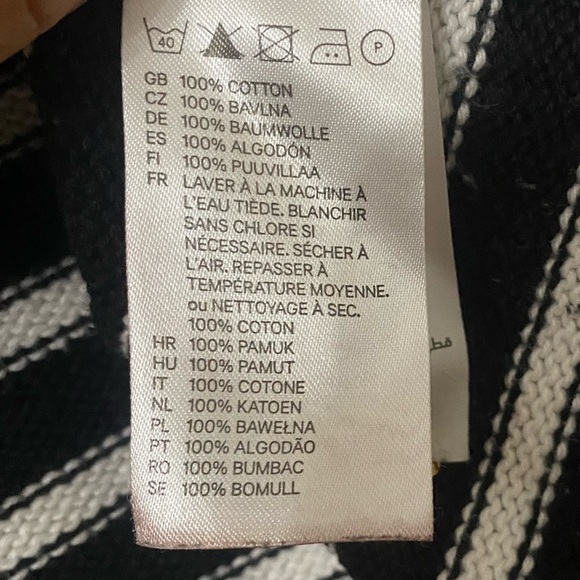 40 P
GB 100% COTTON
CZ 100% BAVLNA
DE 100% BAUMWOLLE
ES 100% ALGODÓN
FI 100% PUUVILLAA
FR LAVER À LA MACHINE À
L'EAU TIÈDE. BLANCHIR
SANS CHLORE SI
NÉCESSAIRE. SÉCHER À
L'AIR. REPASSER À
TEMPÉRATURE MOYENNE.
ou NETTOYAGE À SEC.
100% COTON
HR 100% PAMUK
HU 100% PAMUT
IT 100% COTONE
NL 100% KATOEN
PL 100% BAWEŁNA
PT 100% ALGODÃO
RO 100% BUMBAC
SE 100% BOMULL